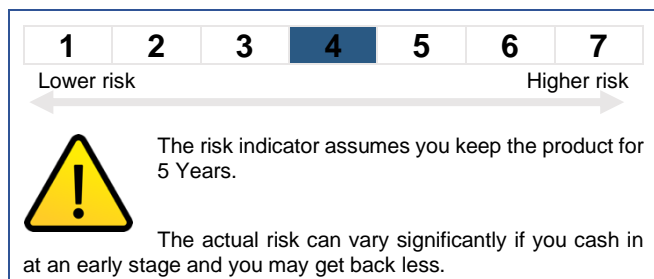 1 2 3 4 5 6 7
Lower risk Higher risk
The risk indicator assumes you keep the product for
5 Years.
The actual risk can vary significantly if you cash in
at an early stage and you may get back less.